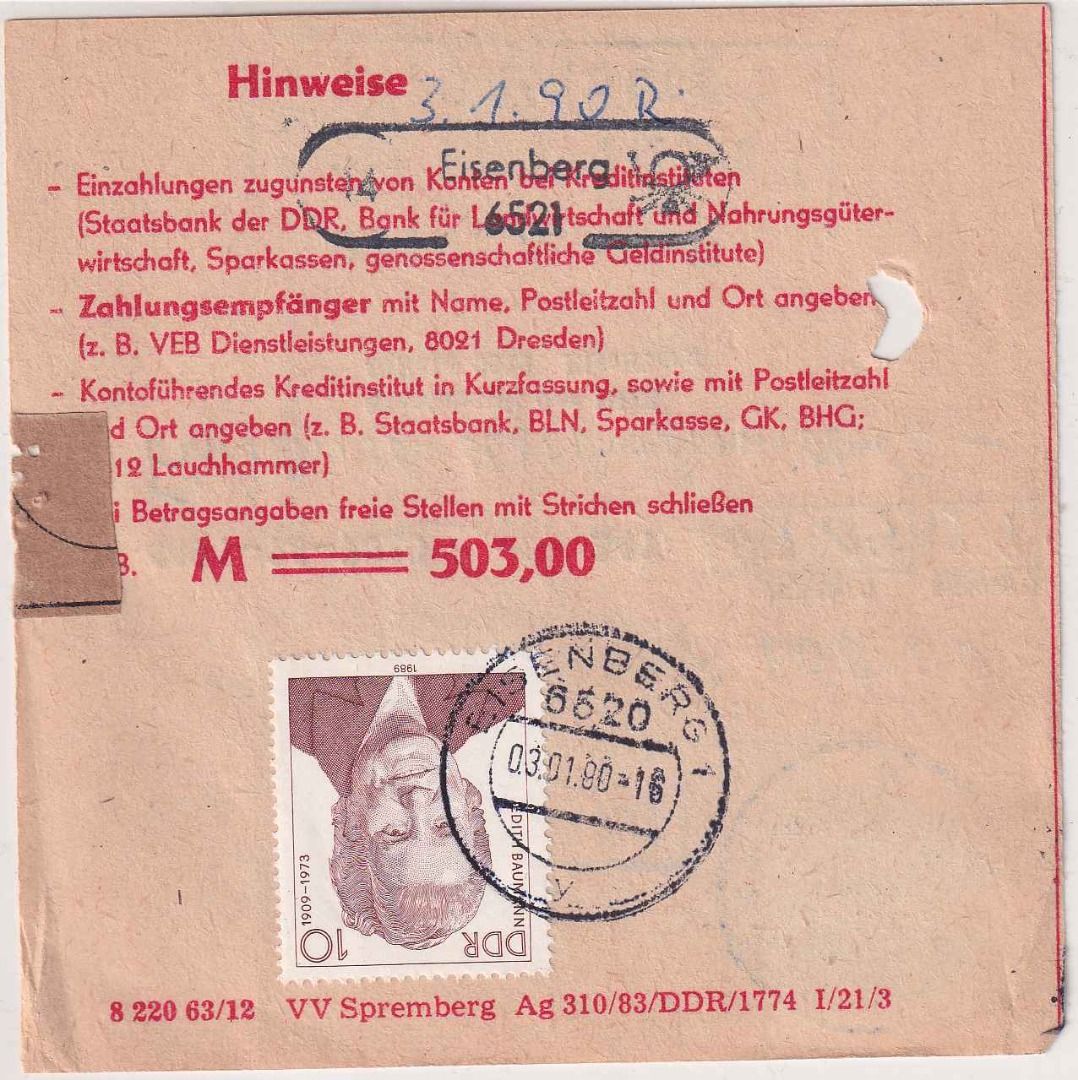 Hinweise 3.1.90 R.
14 Eisenberg
6521
– Einzahlungen zugunsten von Konten bei Kreditinstituten
(Staatsbank der DDR, Bank für Landwirtschaft und Nahrungsgüter-
wirtschaft, Sparkassen, genossenschaftliche Geldinstitute)
– Zahlungsempfänger mit Name, Postleitzahl und Ort angeben
(z. B. VEB Dienstleistungen, 8021 Dresden)
– Kontoführendes Kreditinstitut in Kurzfassung, sowie mit Postleitzahl
d Ort angeben (z. B. Staatsbank, BLN, Sparkasse, GK, BHG;
12 Lauchhammer)
i Betragsangaben freie Stellen mit Strichen schließen
B. M ═══ 503,00
1989
EDITH BAUMANN
1909–1973
DDR
10
EISENBERG 1
6520
03.01.90-16
y
8 220 63/12 VV Spremberg Ag 310/83/DDR/1774 I/21/3